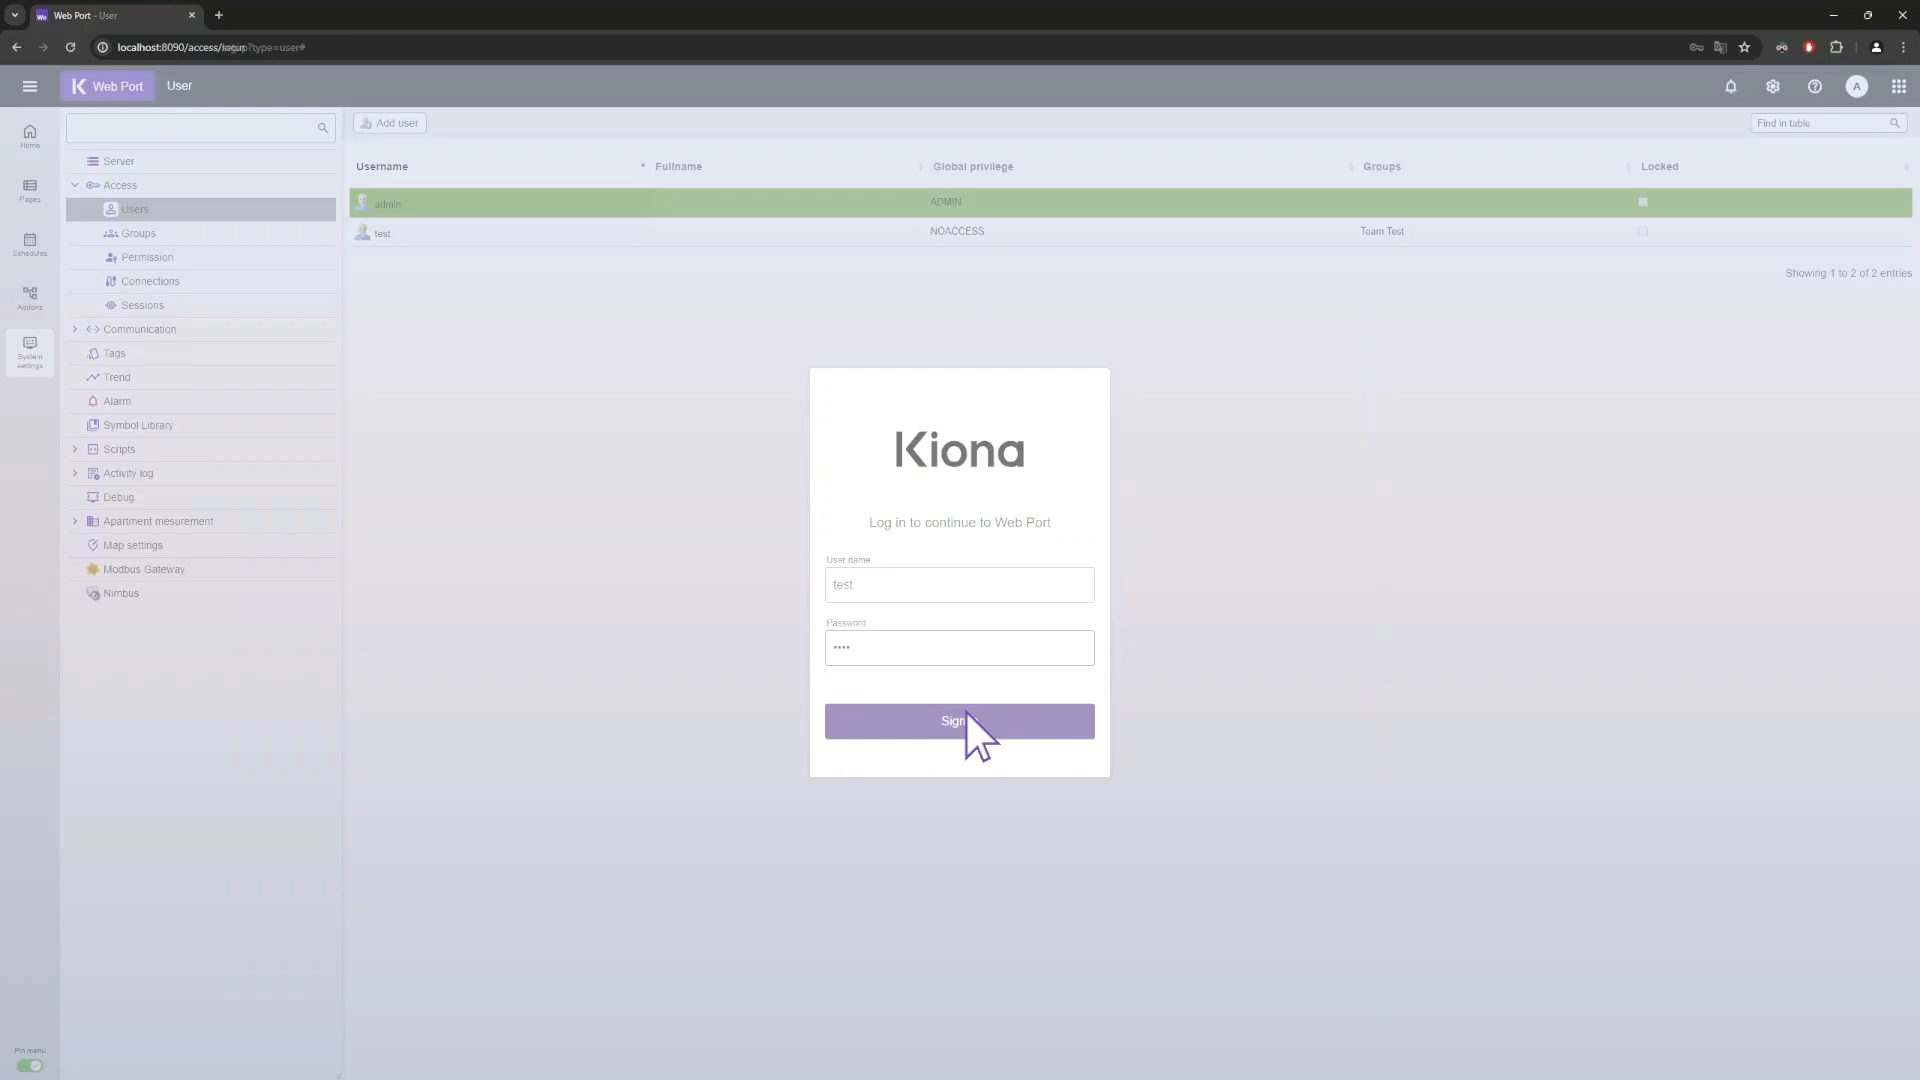 Web Port - User
localhost:8090/access/
Web Port
User
A
Add user
Find in table
Home
Pages
Schedules
Addons
System settings
Server
Access
Users
Groups
Permission
Connections
Sessions
Communication
Tags
Trend
Alarm
Symbol Library
Scripts
Activity log
Debug
Apartment mesurement
Map settings
Modbus Gateway
Nimbus
Username Fullname Global privilege Groups Locked
admin ADMIN
test NOACCESS Team Test
Showing 1 to 2 of 2 entries
Kiona
Log in to continue to Web Port
User name
test
Password
Sign
Pin menu